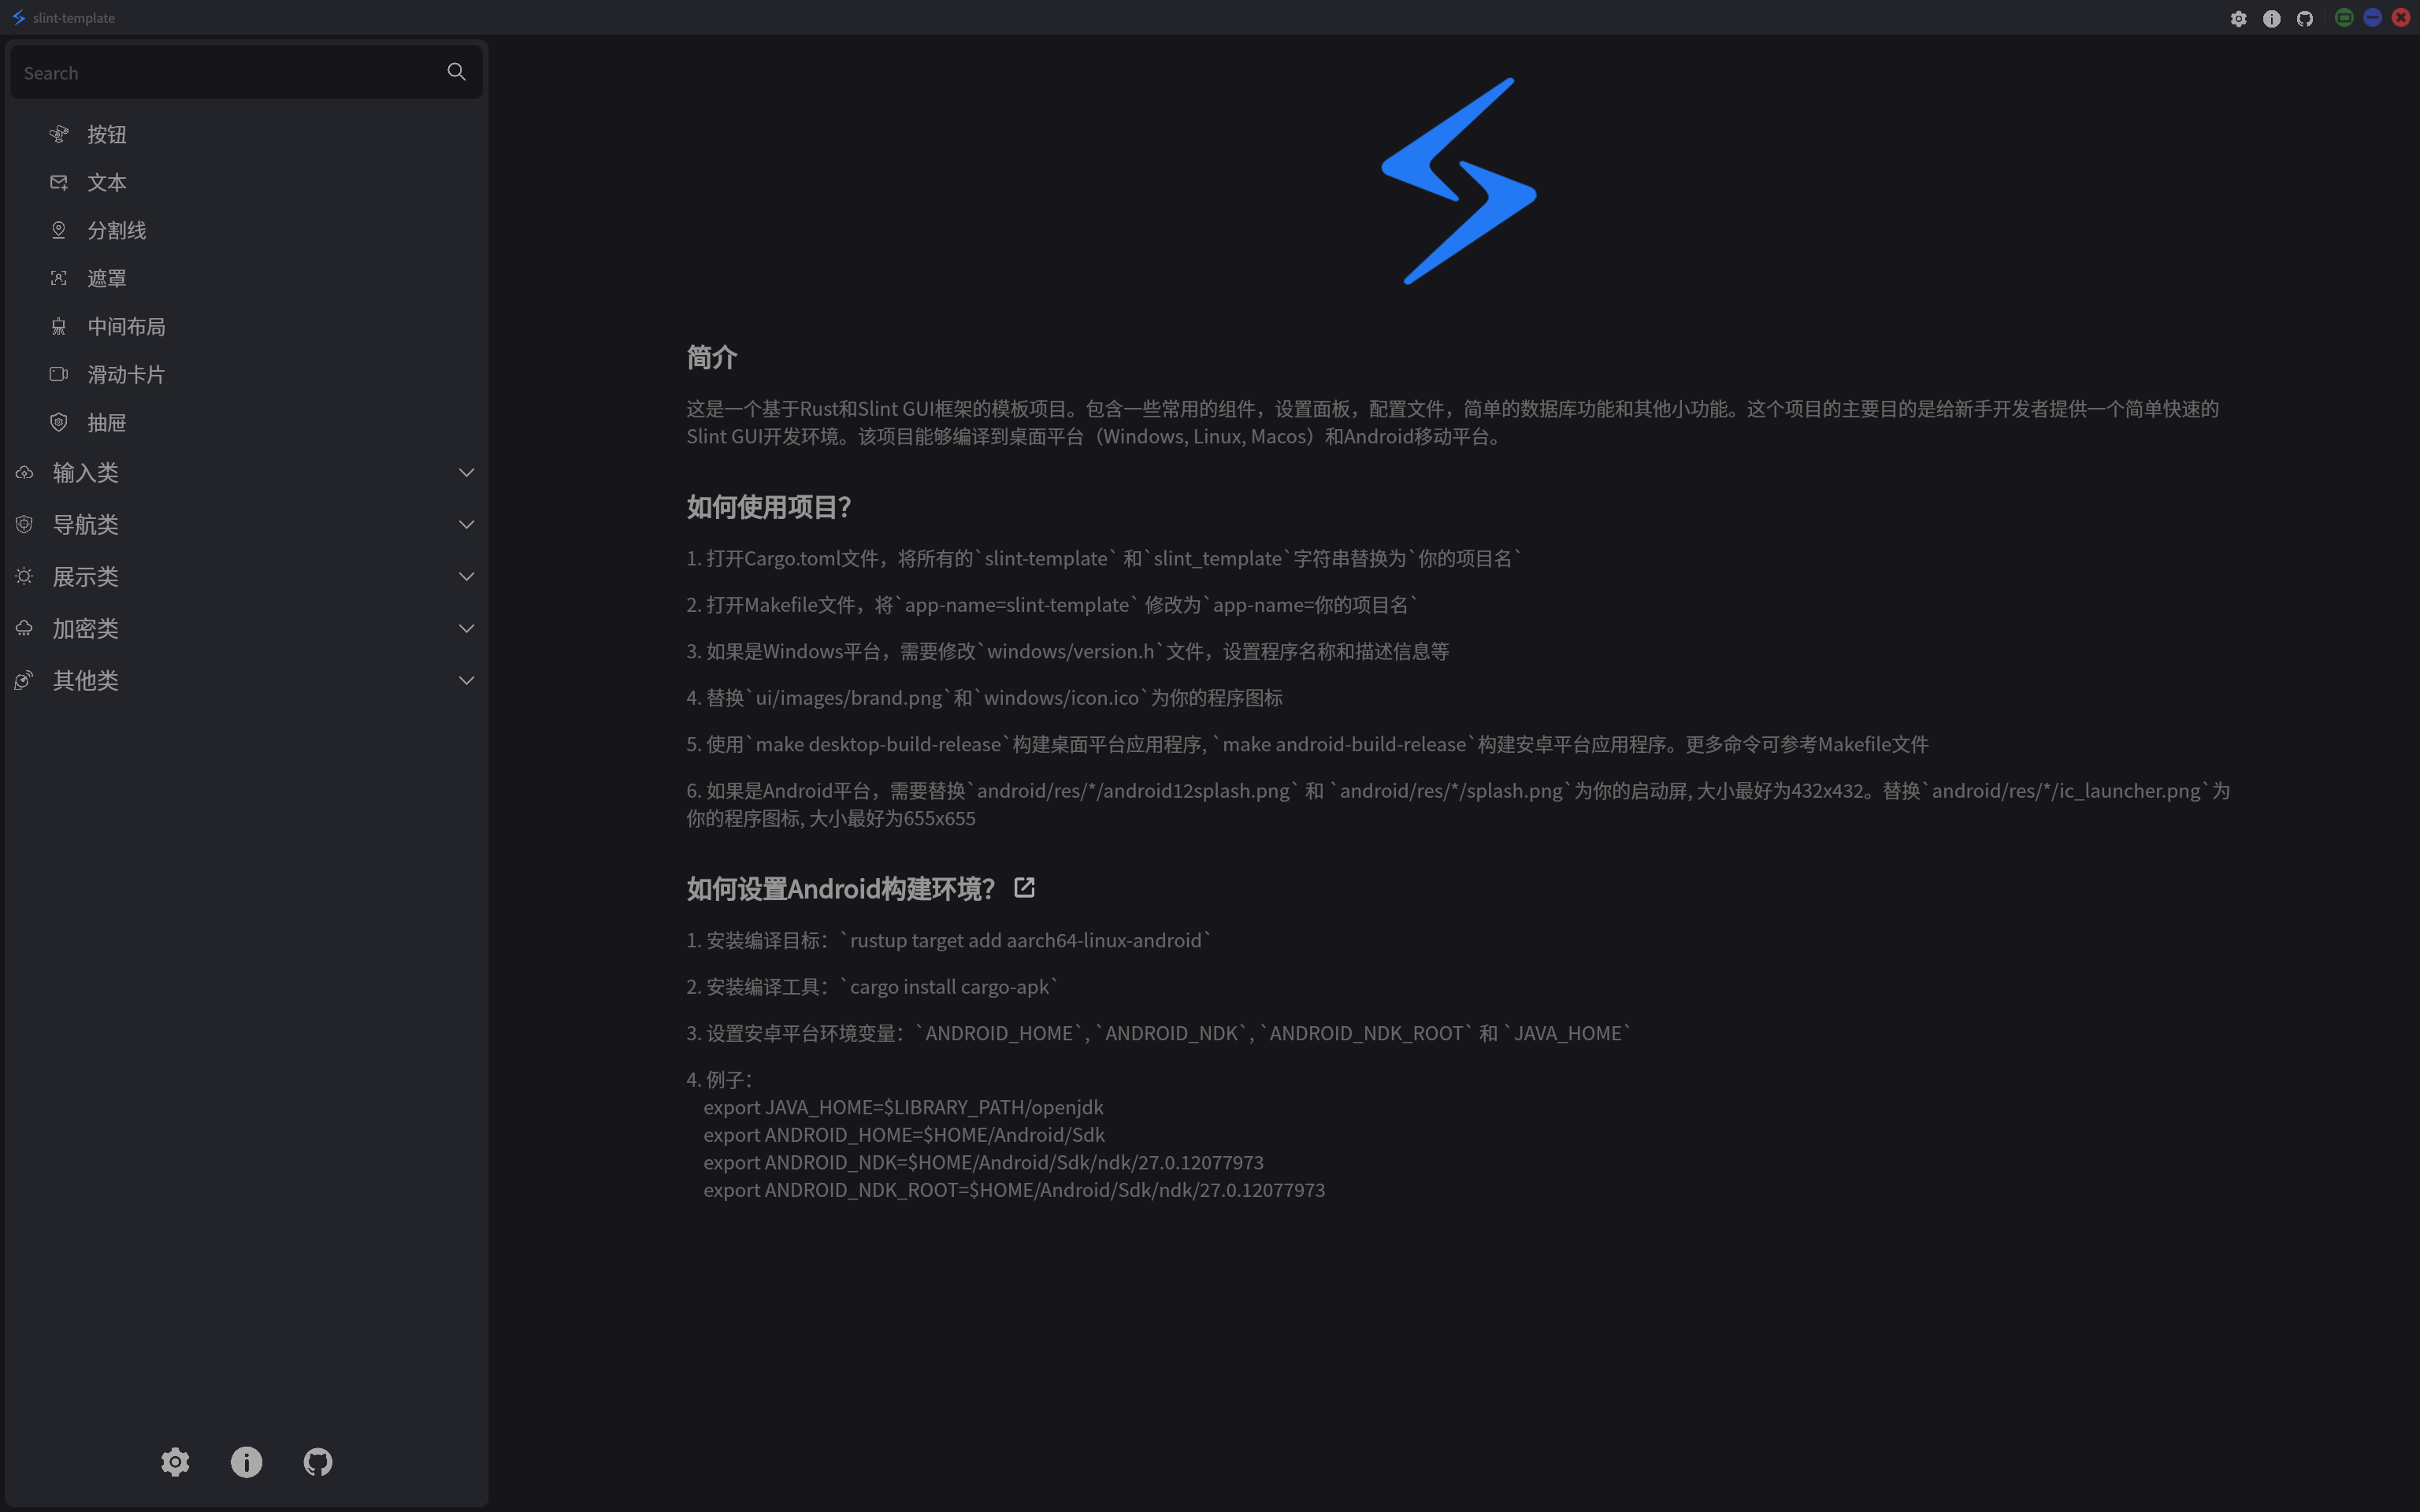 slint-template
Search
按钮
文本
分割线
遮罩
中间布局
滑动卡片
抽屉
输入类
导航类
展示类
加密类
其他类
简介
这是一个基于Rust和Slint GUI框架的模板项目。包含一些常用的组件，设置面板，配置文件，简单的数据库功能和其他小功能。这个项目的主要目的是给新手开发者提供一个简单快速的
Slint GUI开发环境。该项目能够编译到桌面平台（Windows, Linux, Macos）和Android移动平台。
如何使用项目？
1. 打开Cargo.toml文件，将所有的`slint-template` 和`slint_template`字符串替换为`你的项目名`
2. 打开Makefile文件，将`app-name=slint-template` 修改为`app-name=你的项目名`
3. 如果是Windows平台，需要修改`windows/version.h`文件，设置程序名称和描述信息等
4. 替换`ui/images/brand.png`和`windows/icon.ico`为你的程序图标
5. 使用`make desktop-build-release`构建桌面平台应用程序, `make android-build-release`构建安卓平台应用程序。更多命令可参考Makefile文件
6. 如果是Android平台，需要替换`android/res/*/android12splash.png` 和 `android/res/*/splash.png`为你的启动屏, 大小最好为432x432。替换`android/res/*/ic_launcher.png`为
你的程序图标, 大小最好为655x655
如何设置Android构建环境？
1. 安装编译目标：`rustup target add aarch64-linux-android`
2. 安装编译工具：`cargo install cargo-apk`
3. 设置安卓平台环境变量：`ANDROID_HOME`, `ANDROID_NDK`, `ANDROID_NDK_ROOT` 和 `JAVA_HOME`
4. 例子：
export JAVA_HOME=$LIBRARY_PATH/openjdk
export ANDROID_HOME=$HOME/Android/Sdk
export ANDROID_NDK=$HOME/Android/Sdk/ndk/27.0.12077973
export ANDROID_NDK_ROOT=$HOME/Android/Sdk/ndk/27.0.12077973